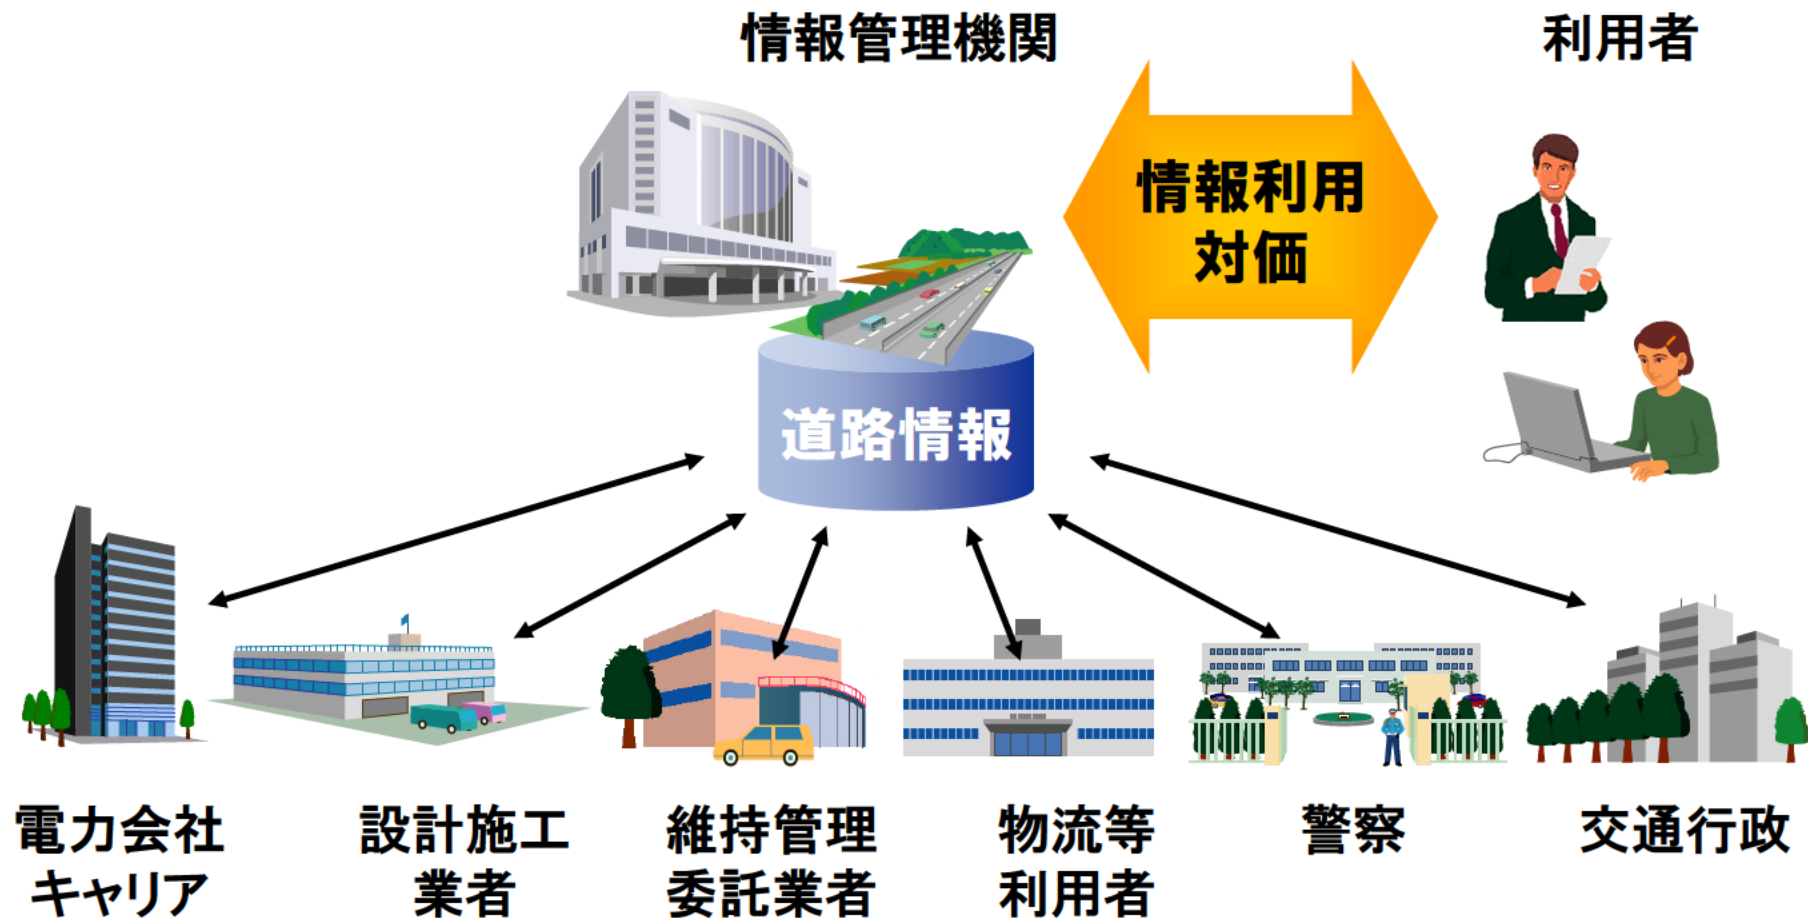 情報管理機関
利用者
情報利用
対価
道路情報
電力会社
キャリア
設計施工
業者
維持管理
委託業者
物流等
利用者
警察
交通行政